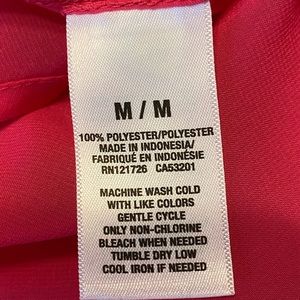 M / M
100% POLYESTER/POLYESTER
MADE IN INDONESIA/
FABRIQUÉ EN INDONÉSIE
RN121726 CA53201
MACHINE WASH COLD
WITH LIKE COLORS
GENTLE CYCLE
ONLY NON-CHLORINE
BLEACH WHEN NEEDED
TUMBLE DRY LOW
COOL IRON IF NEEDED